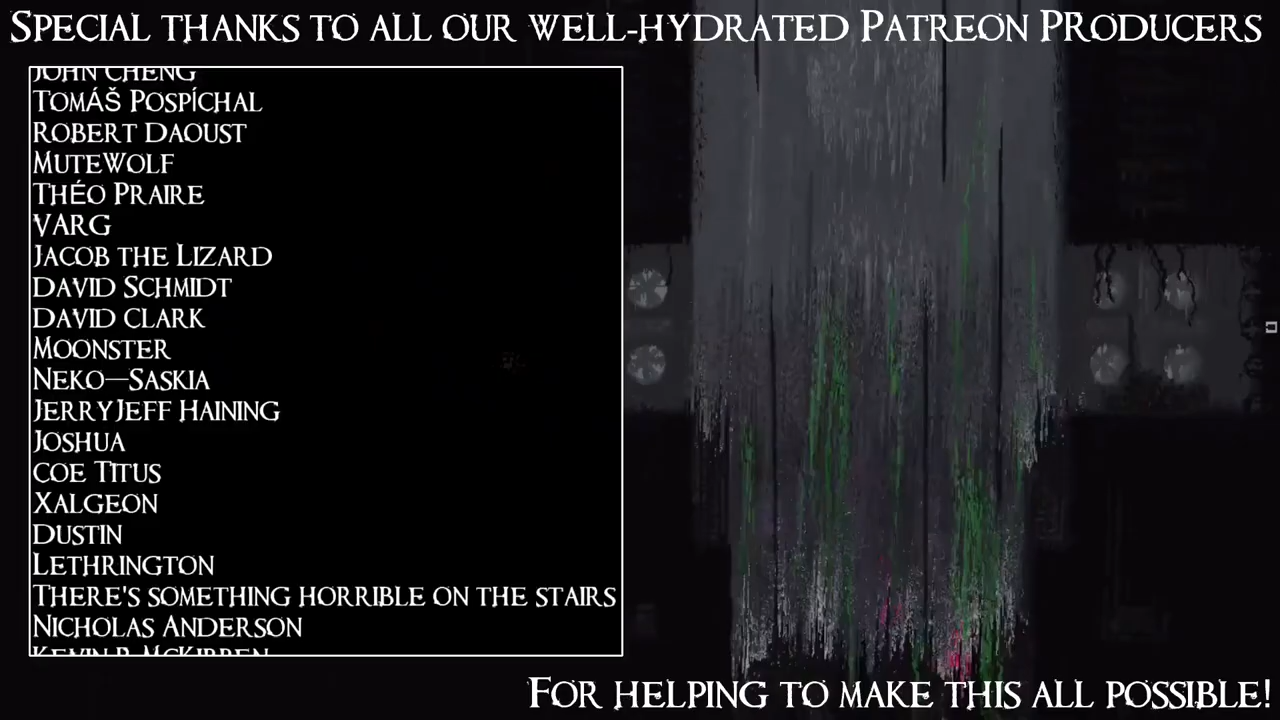 Special thanks to all our well-hydrated Patreon Producers
John Cheng
Tomáš Pospíchal
Robert Daoust
MuteWolf
Théo Praire
Varg
Jacob the Lizard
David Schmidt
David Clark
Moonster
Neko—Saskia
JerryJeff Haining
Joshua
Coe Titus
Xalgeon
Dustin
Lethrington
There's something horrible on the stairs
Nicholas Anderson
For helping to make this all possible!